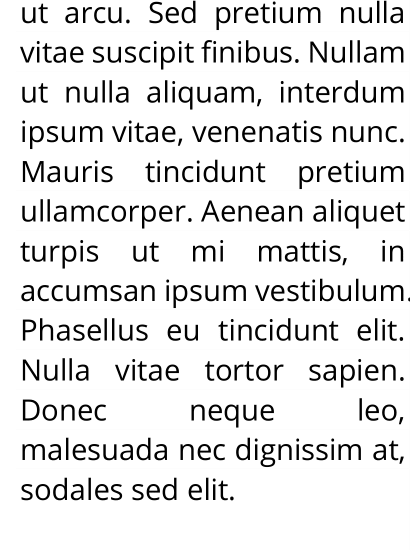 ut arcu. Sed pretium nulla
vitae suscipit finibus. Nullam
ut nulla aliquam, interdum
ipsum vitae, venenatis nunc.
Mauris tincidunt pretium
ullamcorper. Aenean aliquet
turpis ut mi mattis, in
accumsan ipsum vestibulum.
Phasellus eu tincidunt elit.
Nulla vitae tortor sapien.
Donec neque leo,
malesuada nec dignissim at,
sodales sed elit.